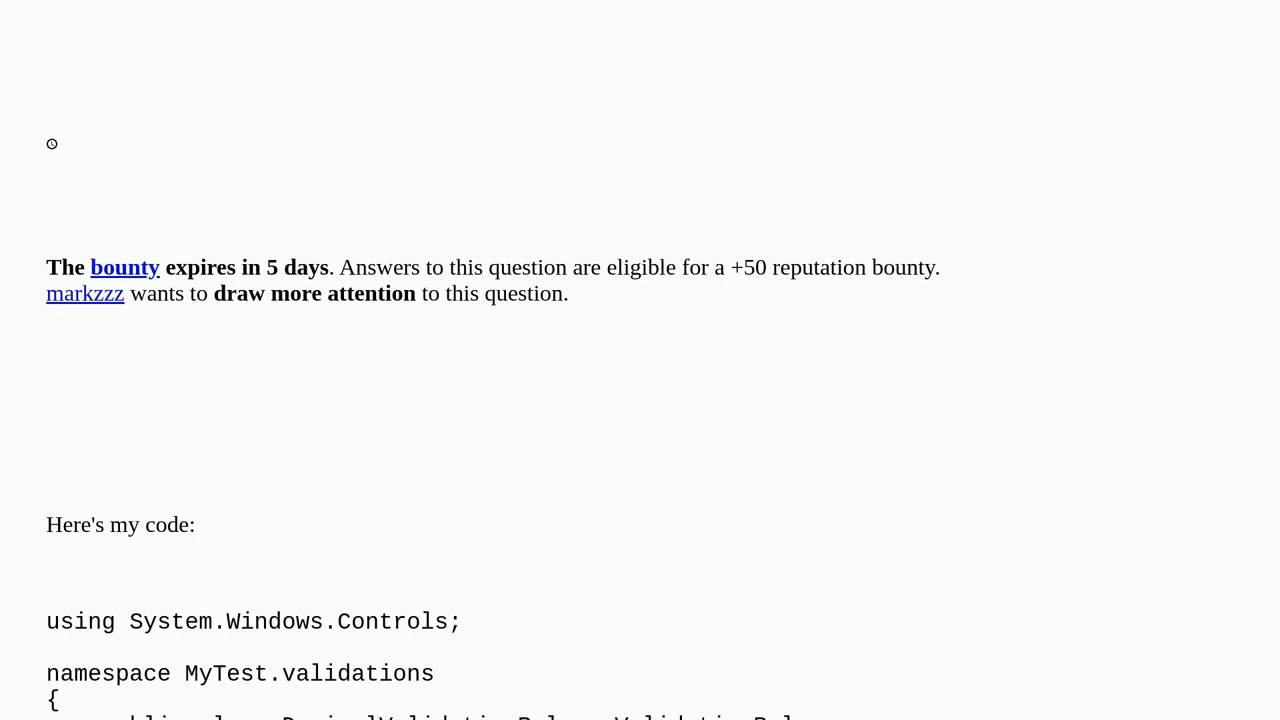 The bounty expires in 5 days. Answers to this question are eligible for a +50 reputation bounty.
markzzz wants to draw more attention to this question.
Here's my code:
using System.Windows.Controls;
namespace MyTest.validations
{